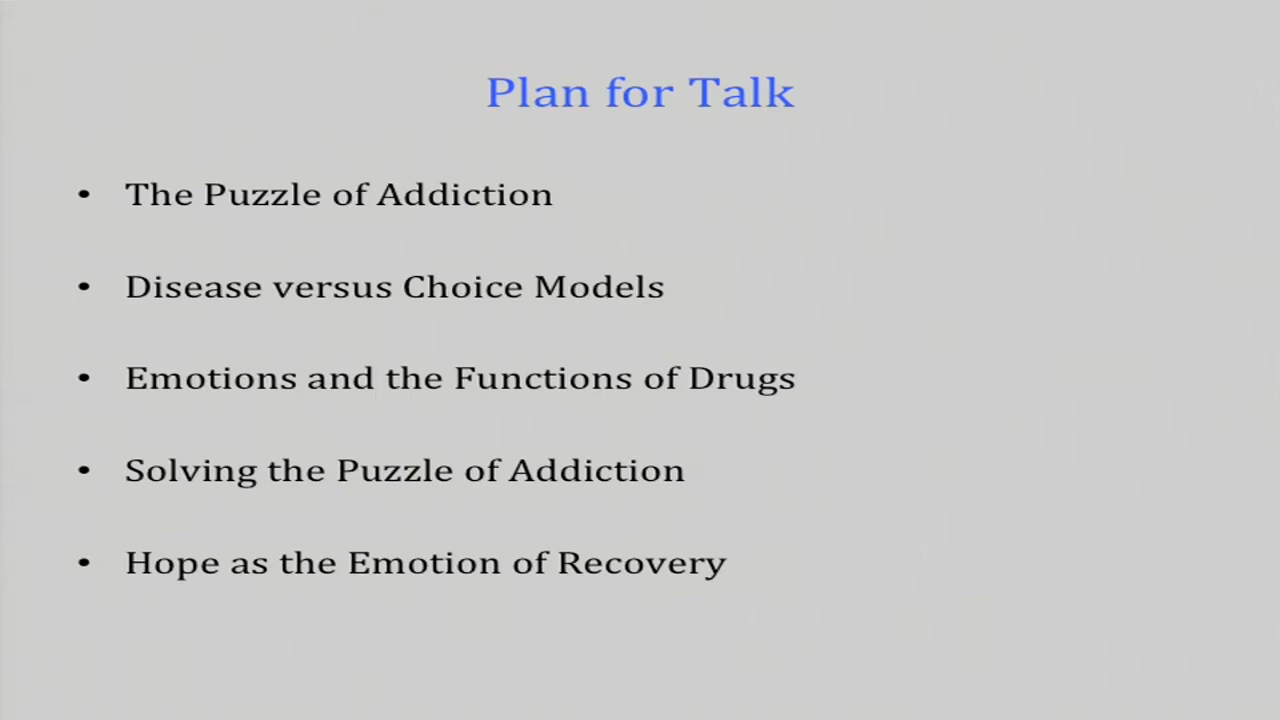 Plan for Talk
• The Puzzle of Addiction
• Disease versus Choice Models
• Emotions and the Functions of Drugs
• Solving the Puzzle of Addiction
• Hope as the Emotion of Recovery